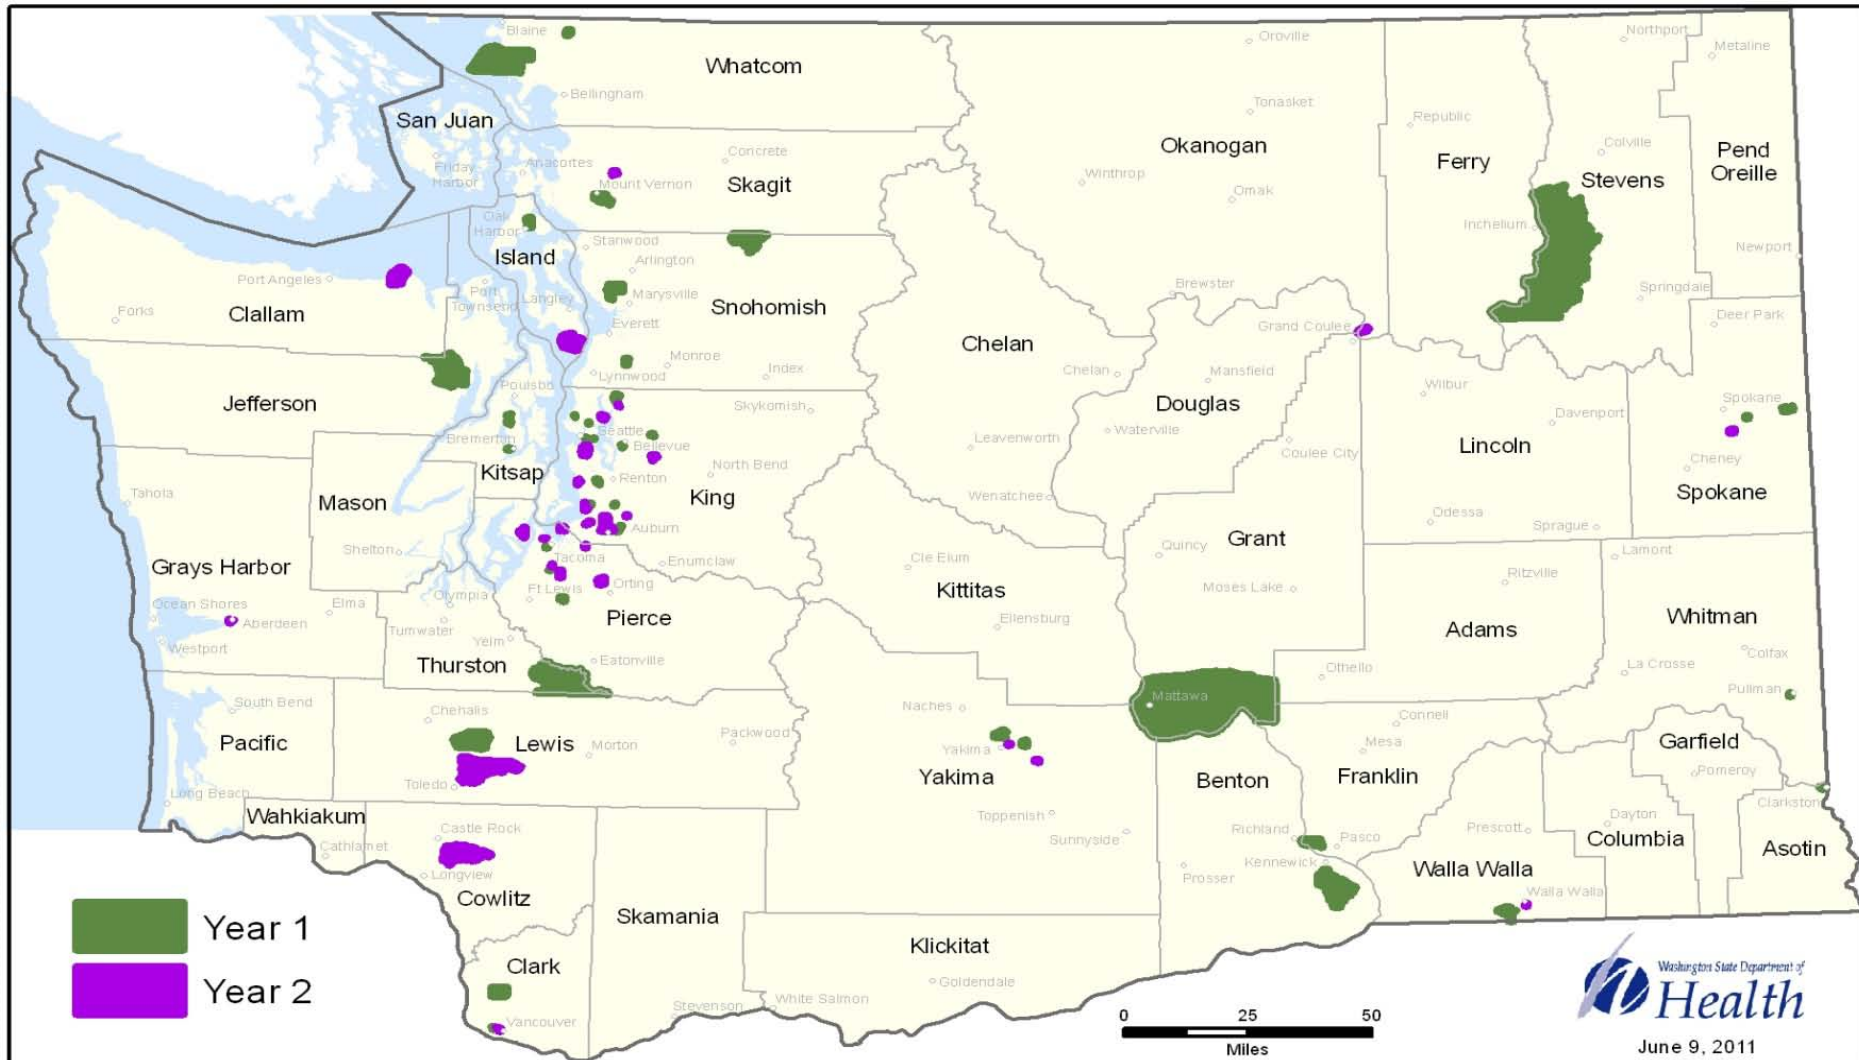 Blaine
Oroville
Northport
Metaline
Whatcom
Bellingham
Tonasket
San Juan
Republic
Okanogan
Colville
Pend
Oreille
Ferry
Stevens
Friday
Harbor
Anacortes
Concrete
Mount Vernon
Skagit
Winthrop
Omak
Oak
Harbor
Inchelium
Newport
Island
Stanwood
Arlington
Port Angeles
Port
Townsend
Langley
Marysville
Snohomish
Brewster
Springdale
Forks
Clallam
Everett
Grand Coulee
Deer Park
Chelan
Monroe
Index
Lynnwood
Chelan
Mansfield
Poulsbo
Wilbur
Spokane
Jefferson
Skykomish
Douglas
Davenport
Bremerton
Seattle
Bellevue
Waterville
Leavenworth
Lincoln
Coulee City
Kitsap
North Bend
Renton
Cheney
Tahola
Mason
King
Wenatchee
Spokane
Auburn
Odessa
Sprague
Grant
Shelton
Tacoma
Enumclaw
Cle Elum
Quincy
Lamont
Grays Harbor
Ft Lewis
Orting
Kittitas
Moses Lake
Ritzville
Ocean Shores
Elma
Olympia
Aberdeen
Tumwater
Pierce
Ellensburg
Adams
Whitman
Westport
Yelm
Thurston
Eatonville
Othello
La Crosse
Colfax
Pullman
South Bend
Mattawa
Naches
Chehalis
Connell
Pacific
Lewis
Morton
Packwood
Yakima
Mesa
Garfield
Yakima
Benton
Franklin
Pomeroy
Toledo
Long Beach
Clarkston
Wahkiakum
Toppenish
Castle Rock
Sunnyside
Richland
Pasco
Prescott
Dayton
Columbia
Cathlamet
Kennewick
Asotin
Longview
Prosser
Walla Walla
Cowlitz
Walla Walla
Skamania
Year 1
Klickitat
Clark
Goldendale
Year 2
Stevenson
White Salmon
Vancouver
0 25 50
Miles
Washington State Department of
Health
June 9, 2011